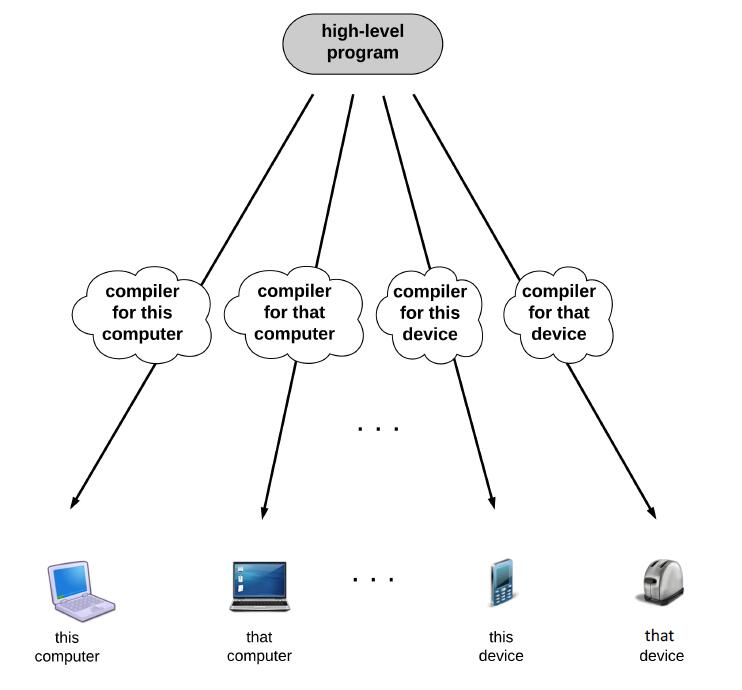 high-level
program
compiler
for this
computer
compiler
for that
computer
compiler
for this
device
compiler
for that
device
. . .
. . .
this
computer
that
computer
this
device
that
device